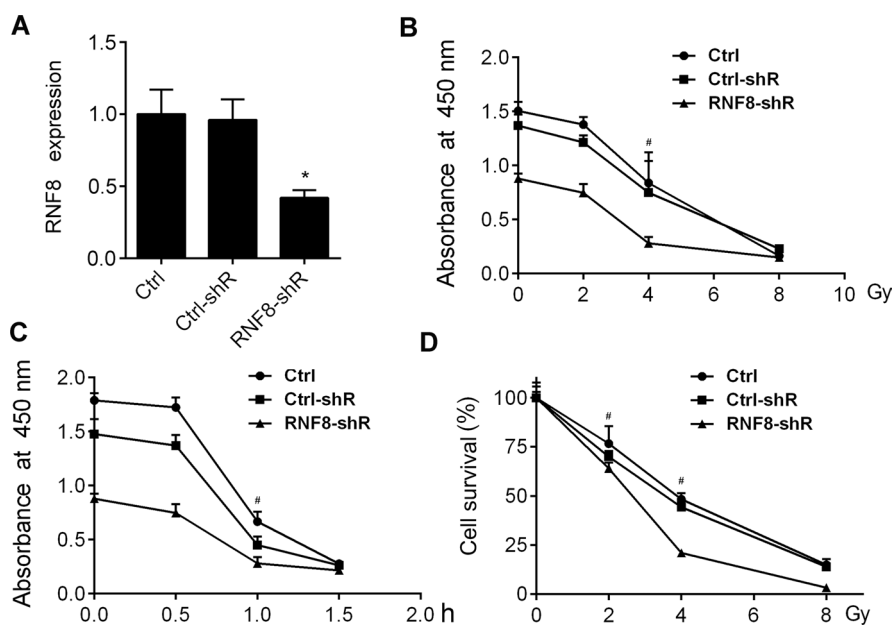 A
RNF8 expression
1.5
1.0
0.5
0.0
*
Ctrl
Ctrl-shR
RNF8-shR
B
Absorbance at 450 nm
2.0
1.5
1.0
0.5
0.0
Ctrl
Ctrl-shR
RNF8-shR
#
0 2 4 6 8 10 Gy
C
Absorbance at 450 nm
2.0
1.5
1.0
0.5
0.0
Ctrl
Ctrl-shR
RNF8-shR
#
0.0 0.5 1.0 1.5 2.0 h
D
Cell survival (%)
100
75
50
25
0
Ctrl
Ctrl-shR
RNF8-shR
#
#
0 2 4 6 8 Gy